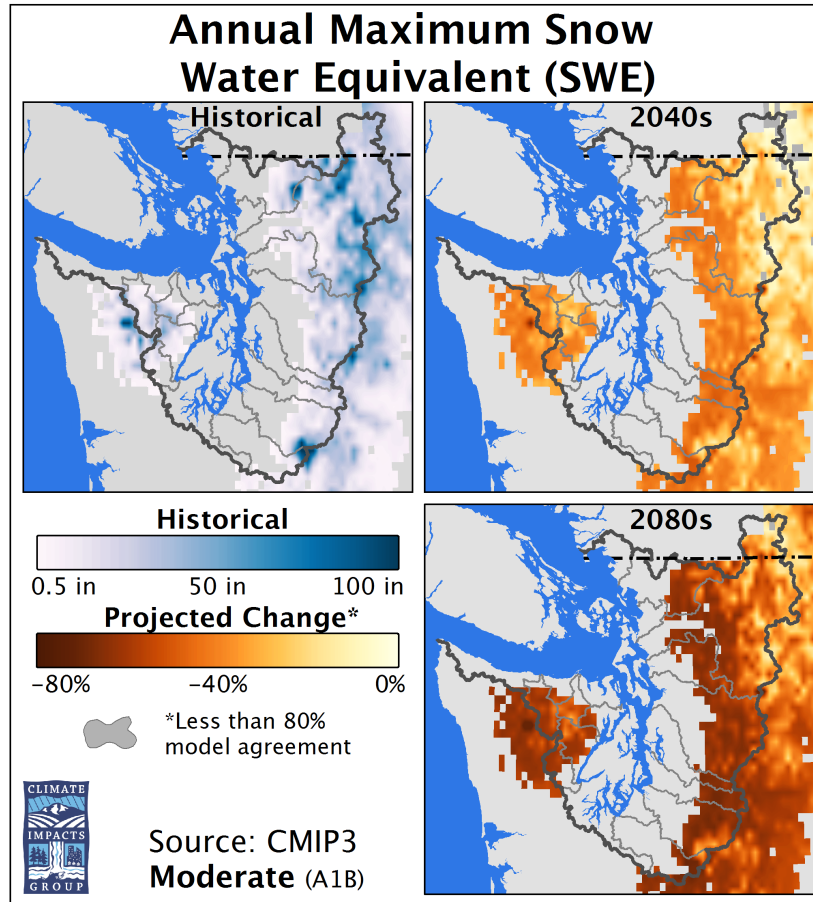 Annual Maximum Snow
Water Equivalent (SWE)
Historical
2040s
Historical
0.5 in 50 in 100 in
Projected Change*
−80% −40% 0%
*Less than 80%
model agreement
2080s
CLIMATE
IMPACTS
GROUP
Source: CMIP3
Moderate (A1B)